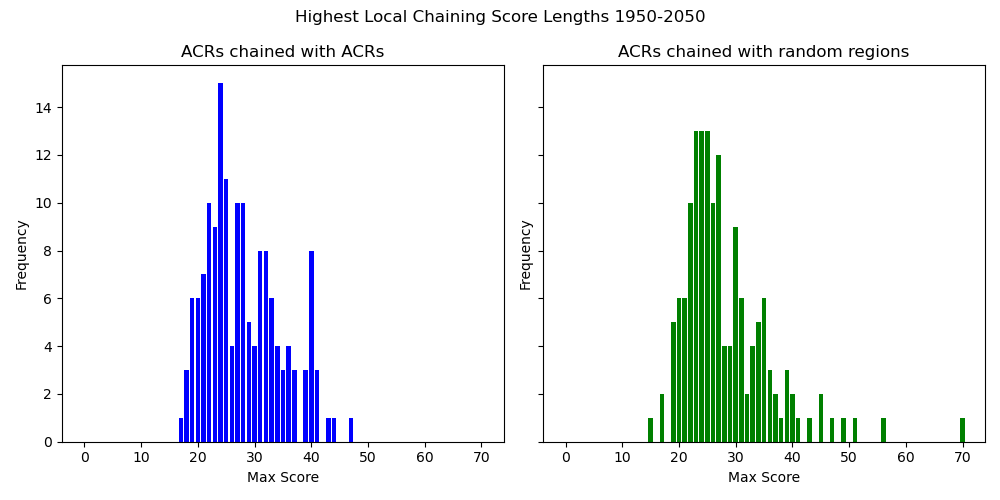 Highest Local Chaining Score Lengths 1950-2050
ACRs chained with ACRs
ACRs chained with random regions
Frequency
14
12
10
8
6
4
2
0
0 10 20 30 40 50 60 70
Max Score
Frequency
0 10 20 30 40 50 60 70
Max Score